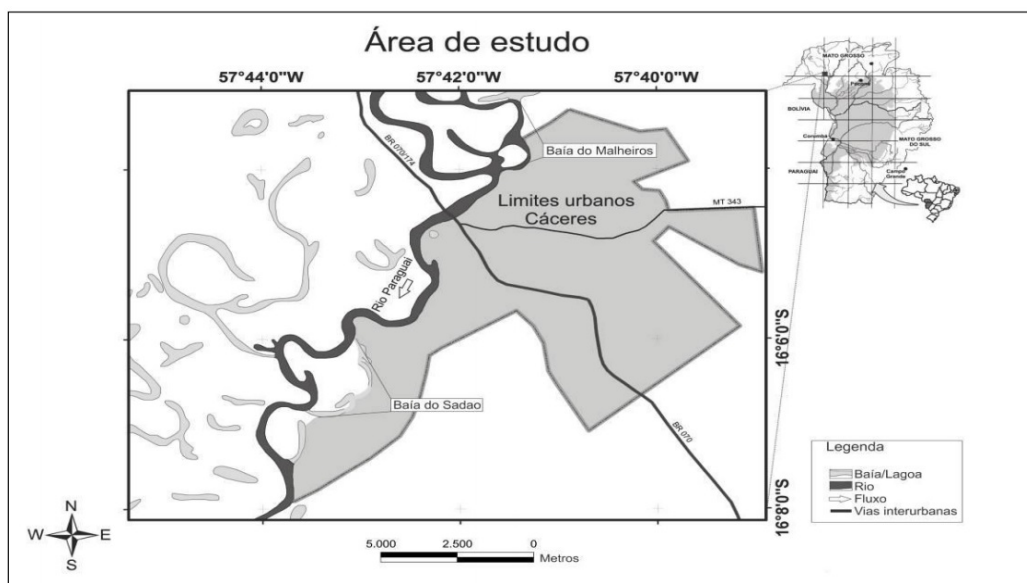 Área de estudo
57°44'0"W
57°42'0"W
57°40'0"W
BR 070/174
Baía do Malheiros
Limites urbanos
Cáceres
MT 343
Rio Paraguai
Baía do Sadao
BR 070
16°6'0"S
16°8'0"S
MATO GROSSO
BOLÍVIA
Corumbá
MATO GROSSO
DO SUL
PARAGUAI
Campo
Grande
Legenda
Baía/Lagoa
Rio
Fluxo
Vias interurbanas
N
W
E
S
5.000
2.500
0
Metros